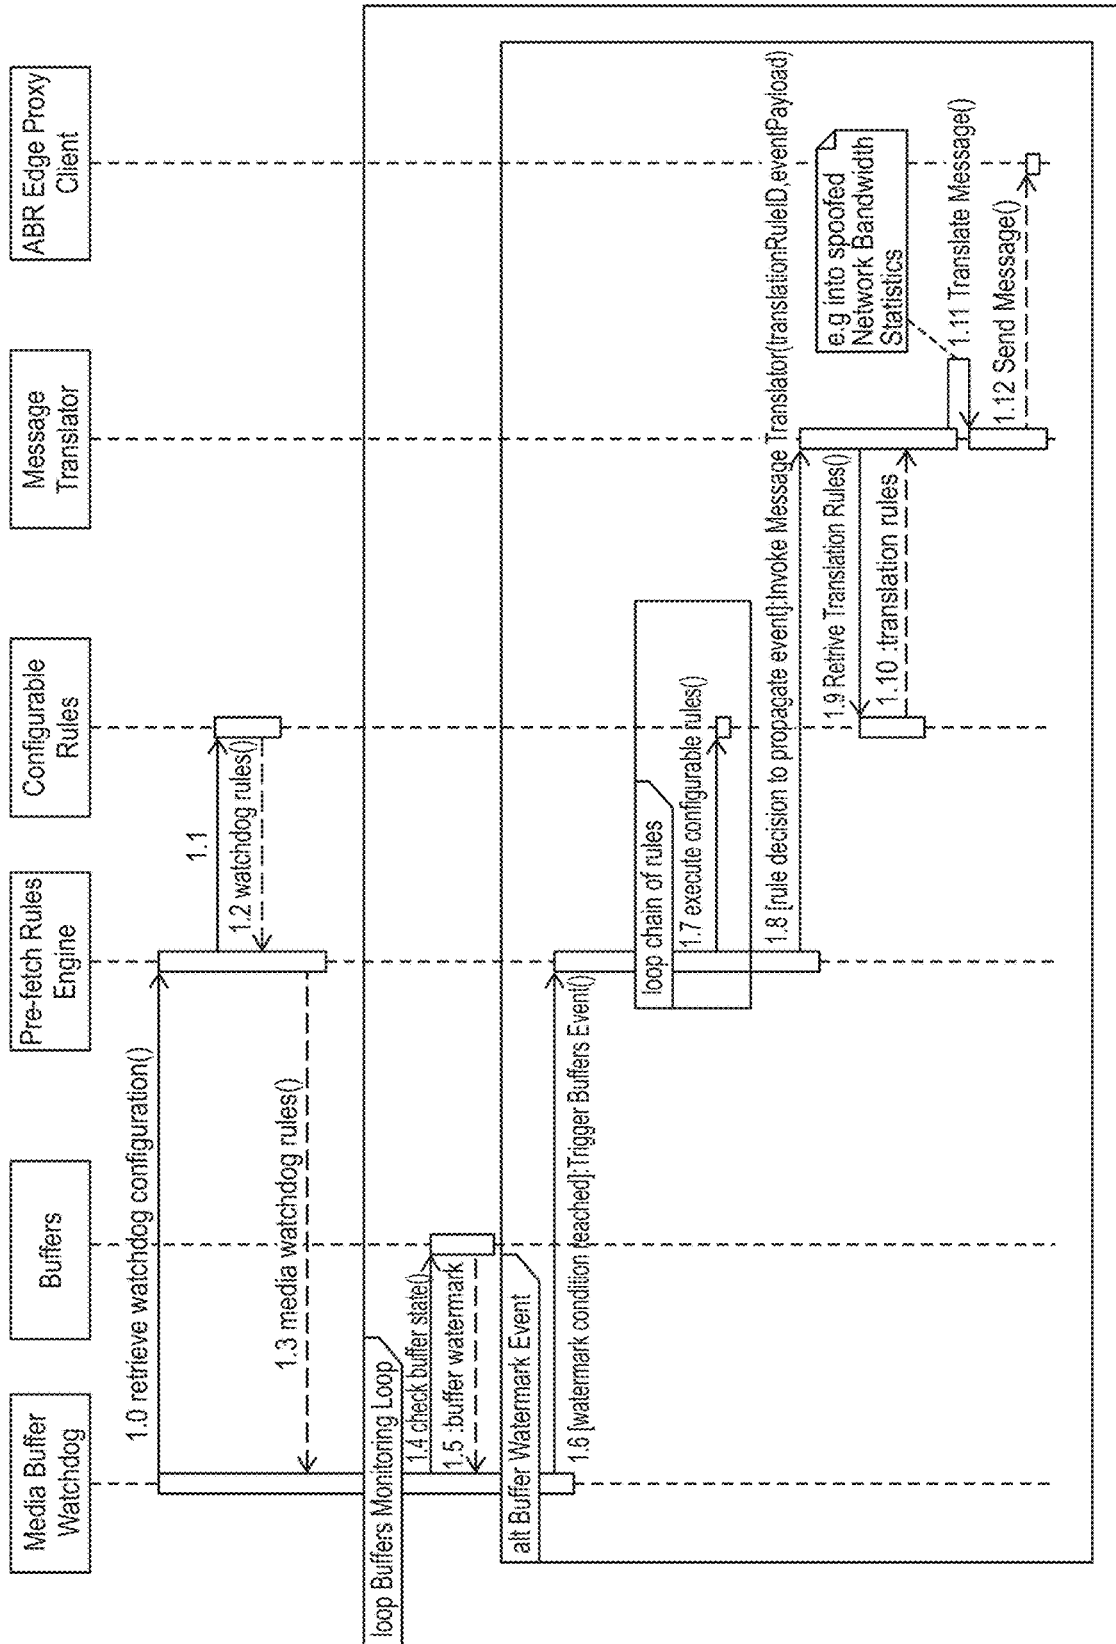 Media Buffer
Watchdog
Buffers
Pre-fetch Rules
Engine
Configurable
Rules
Message
Translator
ABR Edge Proxy
Client
1.0 retrieve watchdog configuration()
1.1
1.2 watchdog rules()
1.3 media watchdog rules()
loop Buffers Monitoring Loop
1.4 check buffer state()
1.5 :buffer watermark
alt Buffer Watermark Event
1.6 [watermark condition reached]:Trigger Buffers Event()
loop chain of rules
1.7 execute configurable rules()
1.8 [rule decision to propagate event]:Invoke Message Translator(translationRuleID,eventPayload)
1.9 Retrive Translation Rules()
1.10 :translation rules
e.g into spoofed
Network Bandwidth
Statistics
1.11 Translate Message()
1.12 Send Message()